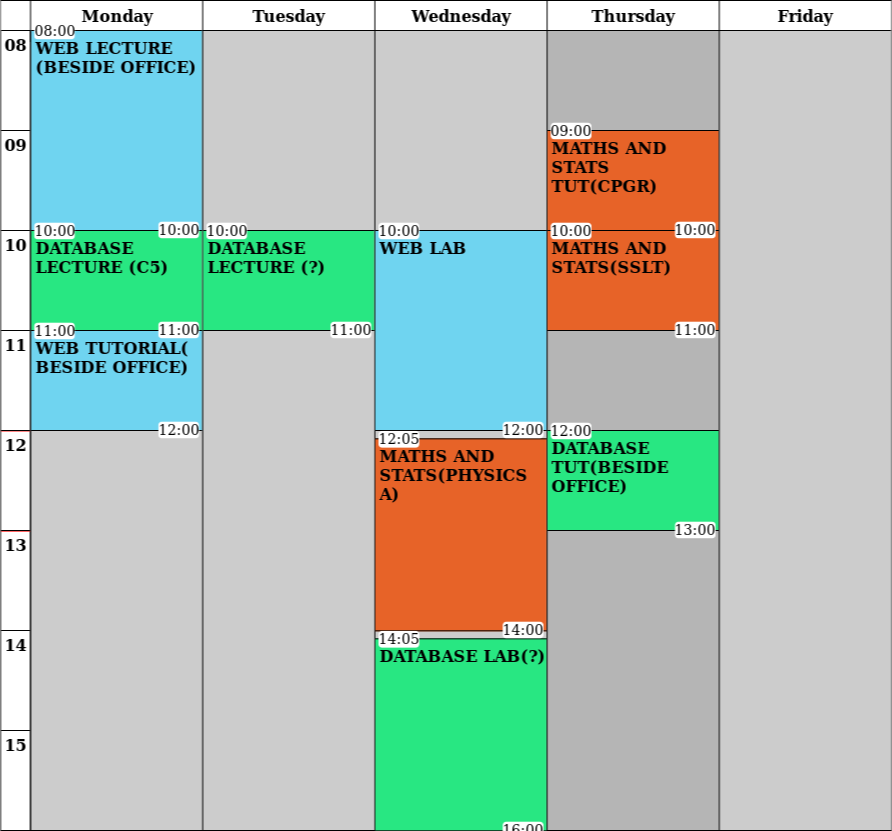 Monday
Tuesday
Wednesday
Thursday
Friday
08
09
10
11
12
13
14
15
08:00
WEB LECTURE
(BESIDE OFFICE)
10:00
10:00
DATABASE
LECTURE (C5)
11:00
11:00
WEB TUTORIAL(
BESIDE OFFICE)
12:00
10:00
DATABASE
LECTURE (?)
11:00
10:00
WEB LAB
12:00
12:05
MATHS AND
STATS(PHYSICS
A)
14:00
14:05
DATABASE LAB(?)
16:00
09:00
MATHS AND
STATS
TUT(CPGR)
10:00
10:00
MATHS AND
STATS(SSLT)
11:00
12:00
DATABASE
TUT(BESIDE
OFFICE)
13:00